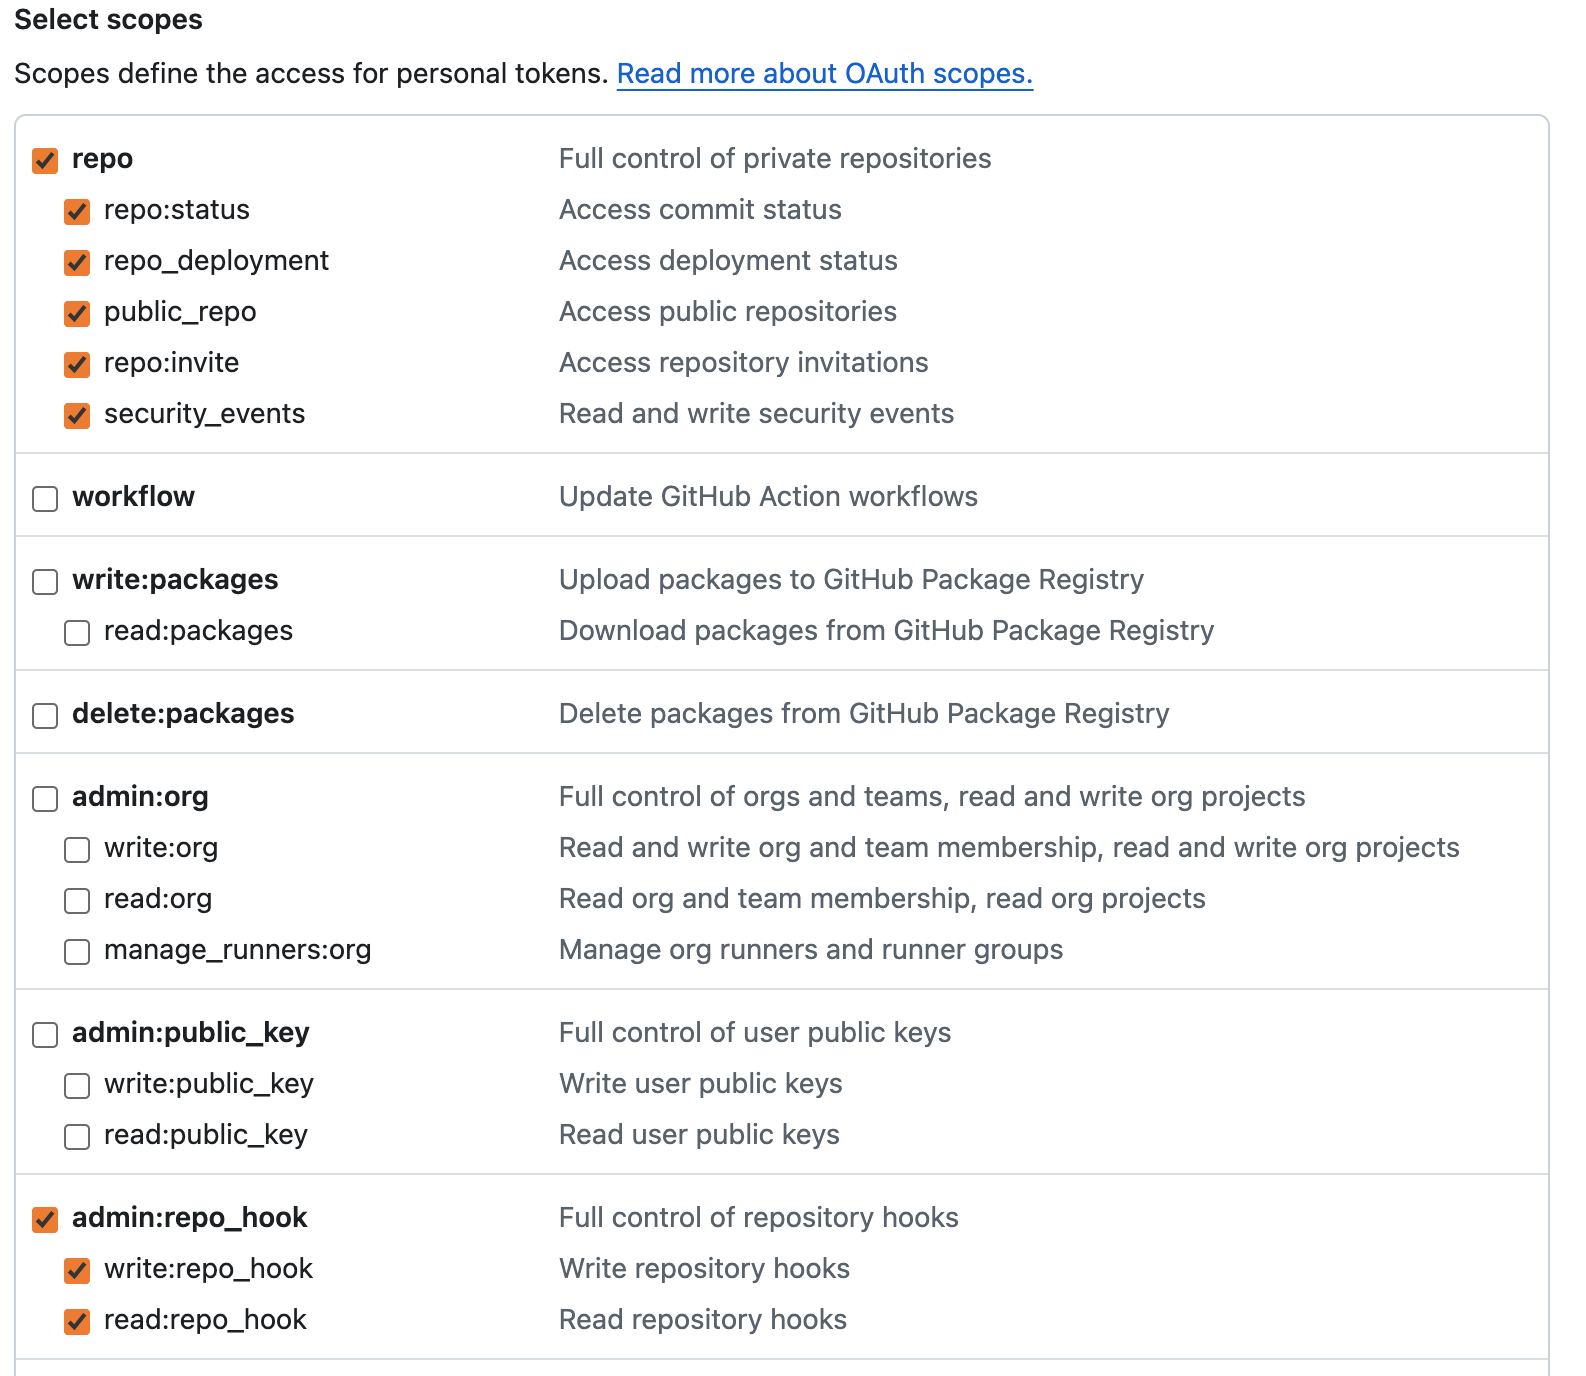 Select scopes
Scopes define the access for personal tokens. Read more about OAuth scopes.
repo Full control of private repositories
repo:status Access commit status
repo_deployment Access deployment status
public_repo Access public repositories
repo:invite Access repository invitations
security_events Read and write security events
workflow Update GitHub Action workflows
write:packages Upload packages to GitHub Package Registry
read:packages Download packages from GitHub Package Registry
delete:packages Delete packages from GitHub Package Registry
admin:org Full control of orgs and teams, read and write org projects
write:org Read and write org and team membership, read and write org projects
read:org Read org and team membership, read org projects
manage_runners:org Manage org runners and runner groups
admin:public_key Full control of user public keys
write:public_key Write user public keys
read:public_key Read user public keys
admin:repo_hook Full control of repository hooks
write:repo_hook Write repository hooks
read:repo_hook Read repository hooks